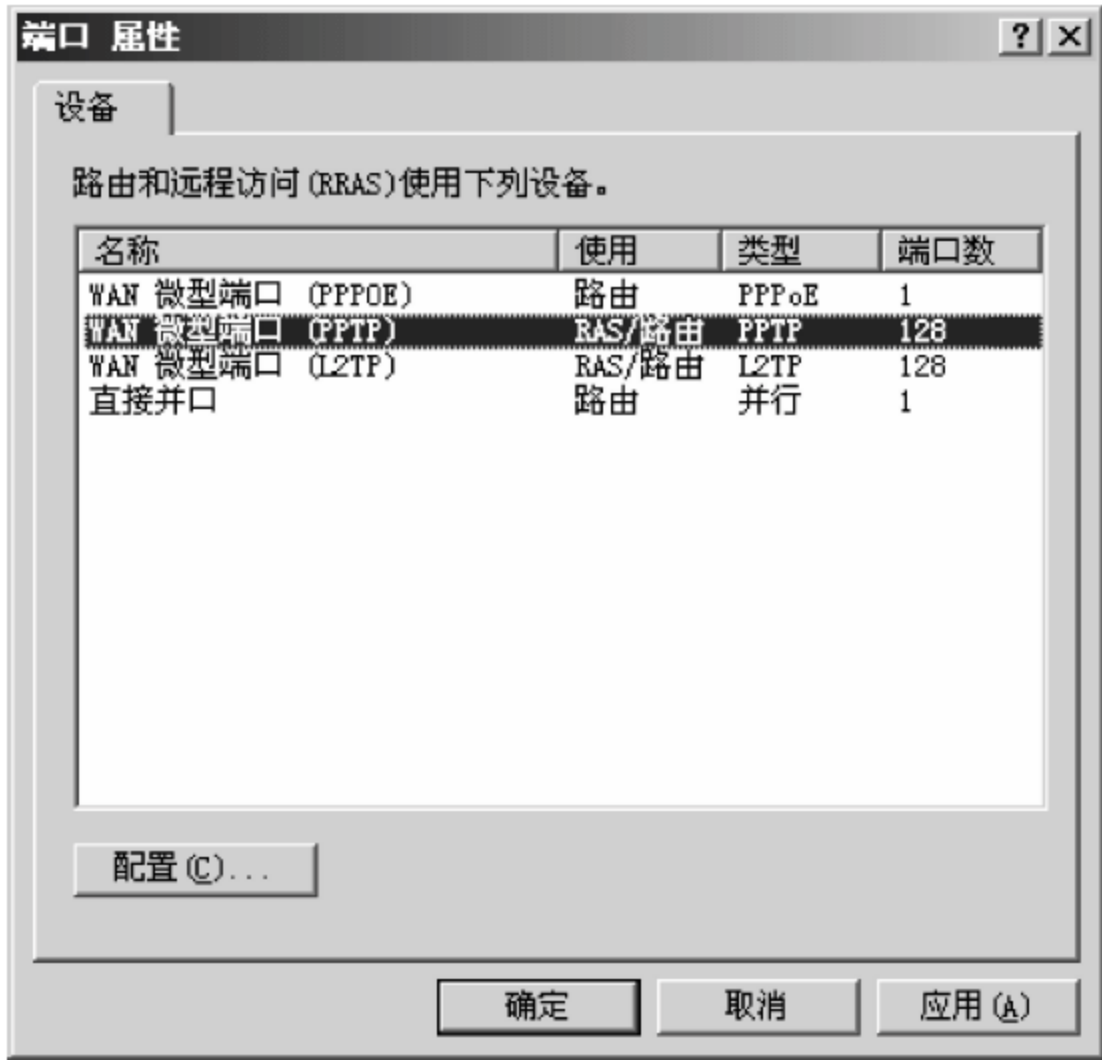 端口 属性
设备
路由和远程访问(RRAS)使用下列设备。
名称 使用 类型 端口数
WAN 微型端口 (PPPOE) 路由 PPPoE 1
WAN 微型端口 (PPTP) RAS/路由 PPTP 128
WAN 微型端口 (L2TP) RAS/路由 L2TP 128
直接并口 路由 并行 1
配置(C)...
确定 取消 应用(A)